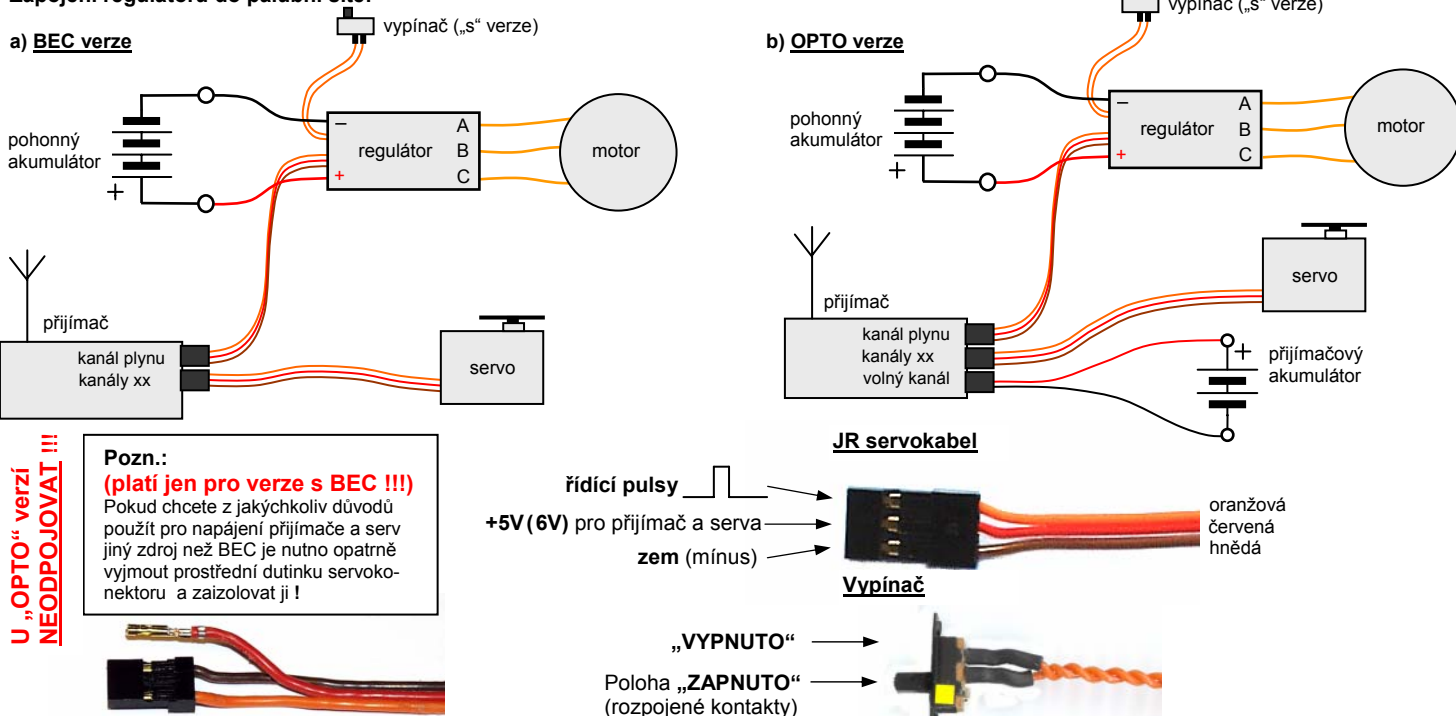 Zapojení regulátoru do palubní sítě:
vypínač („s“ verze)
a) BEC verze
pohonný
akumulátor
+
–
+
regulátor
A
B
C
motor
přijímač
kanál plynu
kanály xx
servo
vypínač („s“ verze)
b) OPTO verze
pohonný
akumulátor
+
–
+
regulátor
A
B
C
motor
přijímač
kanál plynu
kanály xx
volný kanál
servo
+
přijímačový
akumulátor
U „OPTO“ verzí
NEODPOJOVAT !!!
Pozn.:
(platí jen pro verze s BEC !!!)
Pokud chcete z jakýchkoliv důvodů
použít pro napájení přijímače a serv
jiný zdroj než BEC je nutno opatrně
vyjmout prostřední dutinku servoko-
nektoru a zaizolovat ji !
JR servokabel
řídící pulsy
+5V (6V) pro přijímač a serva
zem (mínus)
oranžová
červená
hnědá
Vypínač
„VYPNUTO“
Poloha „ZAPNUTO“
(rozpojené kontakty)